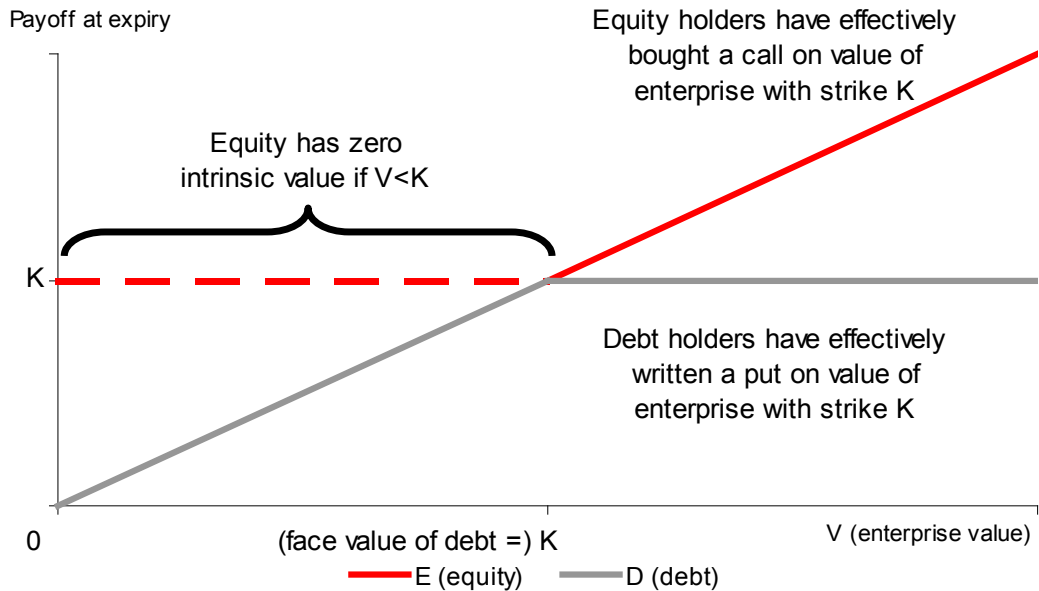 Payoff at expiry
Equity holders have effectively
bought a call on value of
enterprise with strike K
Equity has zero
intrinsic value if V<K
K
Debt holders have effectively
written a put on value of
enterprise with strike K
0
(face value of debt =) K
V (enterprise value)
E (equity)
D (debt)